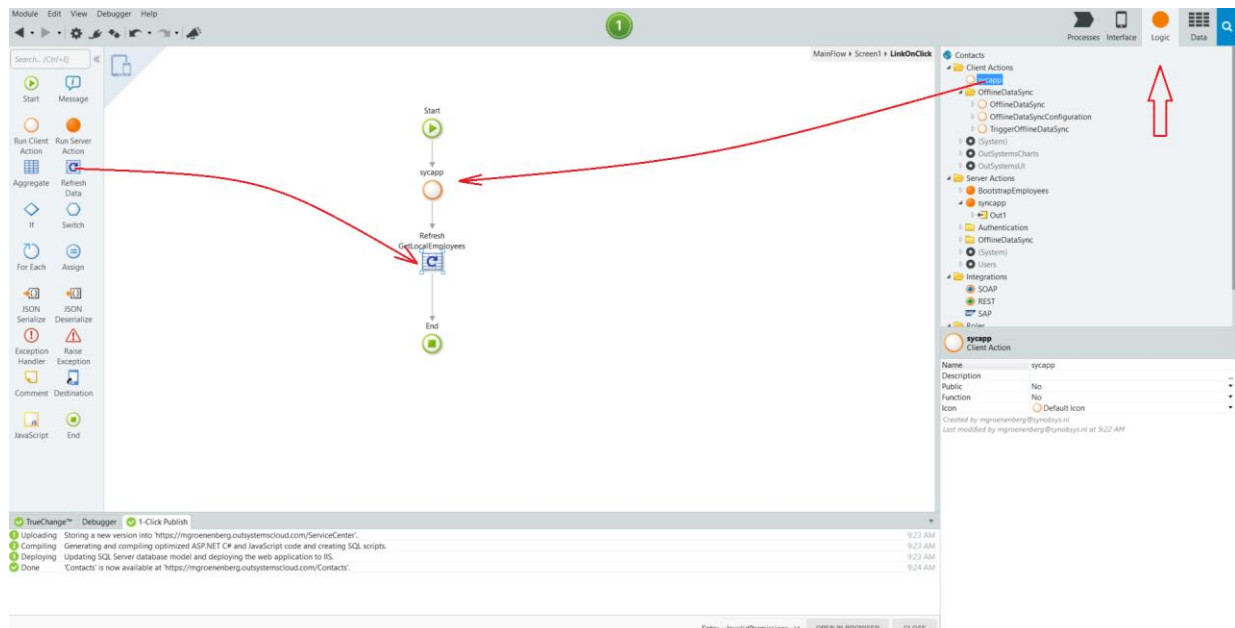 Module Edit View Debugger Help
1
Processes Interface Logic Data
Search... (Ctrl+E)
MainFlow Screen1 LinkOnClick
Start Message
Run Client Action Run Server Action
Aggregate Refresh Data
If Switch
For Each Assign
JSON Serialize JSON Deserialize
Exception Handler Raise Exception
Comment Destination
JS
JavaScript End
Start
sycapp
Refresh
GetLocalEmployees
End
Contacts
Client Actions
sycapp
OfflineDataSync
OfflineDataSync
OfflineDataSyncConfiguration
TriggerOfflineDataSync
(System)
OutSystemsCharts
OutSystemsUI
Server Actions
BootstrapEmployees
syncapp
Out1
Authentication
OfflineDataSync
(System)
Users
Integrations
SOAP
REST
SAP
Roles
sycapp
Client Action
Name sycapp
Description
Public No
Function No
Icon Default Icon
Created by mgroenenberg@synobsys.nl
Last modified by mgroenenberg@synobsys.nl at 9:22 AM
TrueChange™ Debugger 1-Click Publish
1 Uploading Storing a new version into 'https://mgroenenberg.outsystemscloud.com/ServiceCenter'. 9:23 AM
2 Compiling Generating and compiling optimized ASP.NET C# and JavaScript code and creating SQL scripts. 9:23 AM
3 Deploying Updating SQL Server database model and deploying the web application to IIS. 9:23 AM
Done 'Contacts' is now available at 'https://mgroenenberg.outsystemscloud.com/Contacts'. 9:24 AM
Entry: InvalidPermissions OPEN IN BROWSER CLOSE